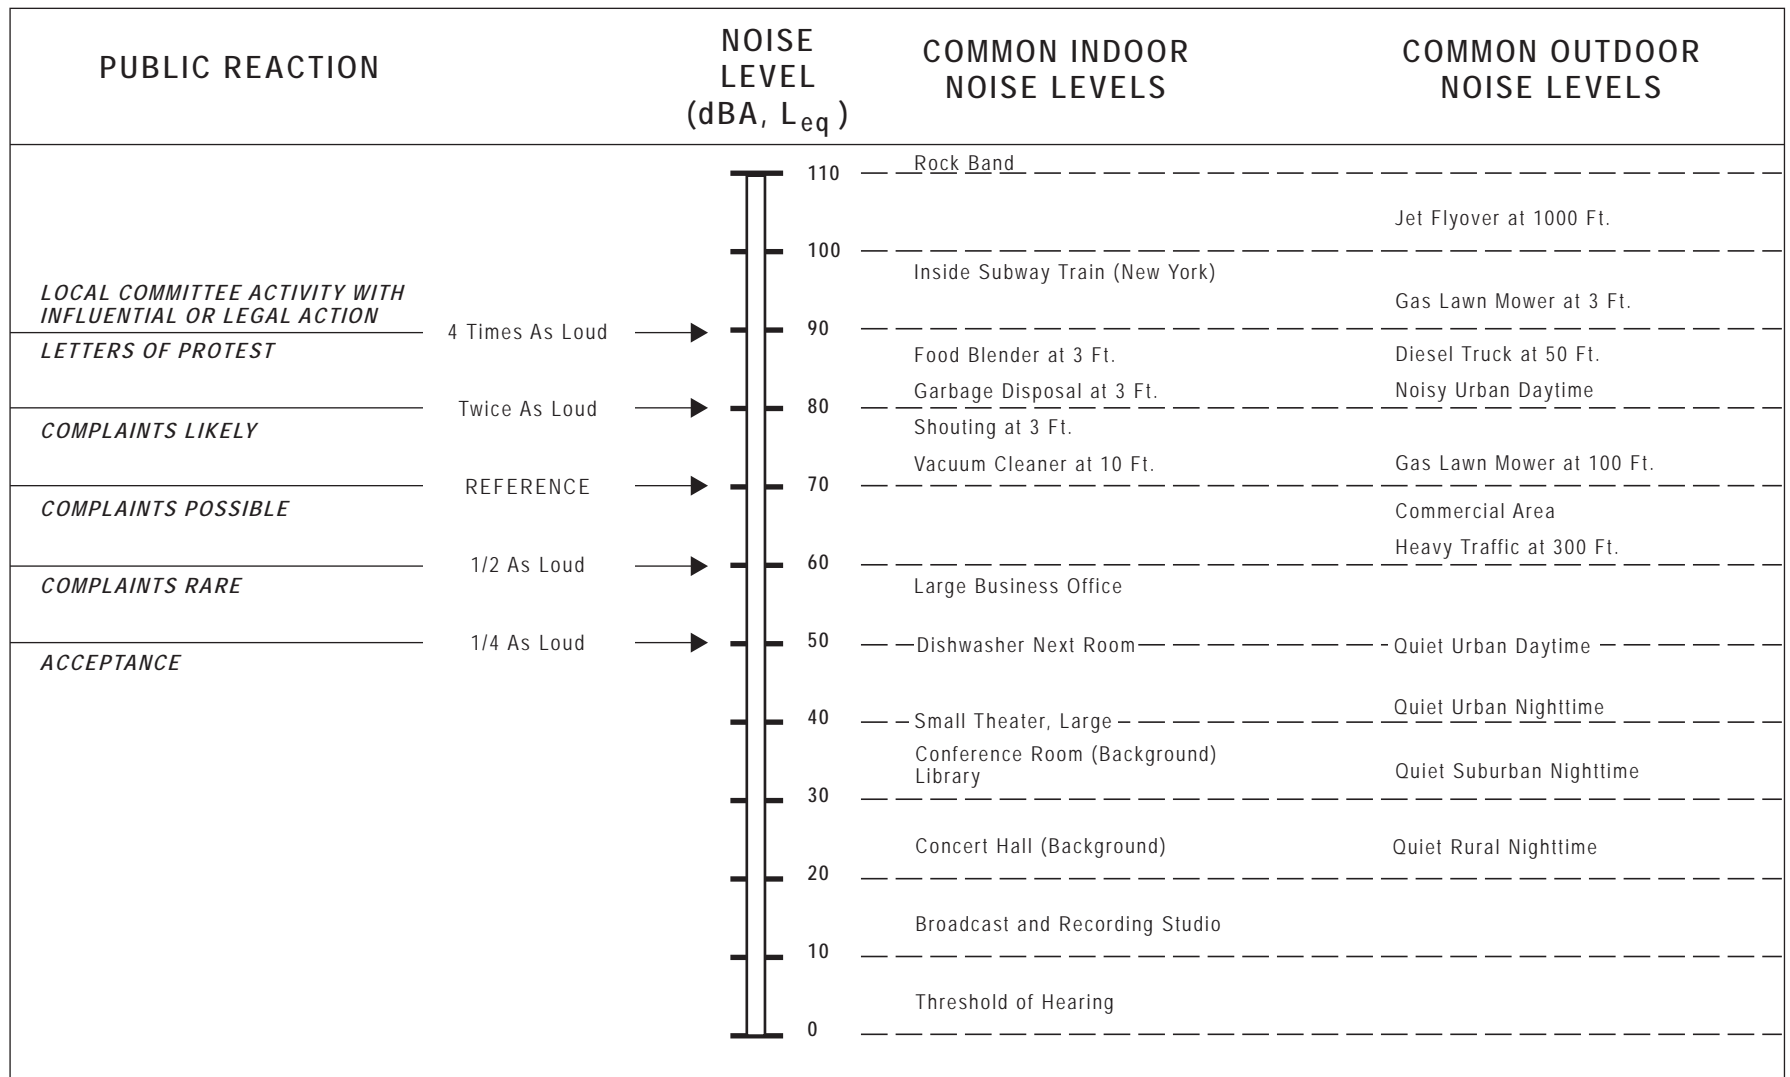 PUBLIC REACTION
NOISE
LEVEL
(dBA, Leq )
COMMON INDOOR
NOISE LEVELS
COMMON OUTDOOR
NOISE LEVELS
110
Rock Band
Jet Flyover at 1000 Ft.
100
Inside Subway Train (New York)
LOCAL COMMITTEE ACTIVITY WITH
INFLUENTIAL OR LEGAL ACTION
Gas Lawn Mower at 3 Ft.
4 Times As Loud
90
LETTERS OF PROTEST
Food Blender at 3 Ft.
Diesel Truck at 50 Ft.
Garbage Disposal at 3 Ft.
Noisy Urban Daytime
Twice As Loud
80
COMPLAINTS LIKELY
Shouting at 3 Ft.
Vacuum Cleaner at 10 Ft.
Gas Lawn Mower at 100 Ft.
REFERENCE
70
COMPLAINTS POSSIBLE
Commercial Area
Heavy Traffic at 300 Ft.
1/2 As Loud
60
COMPLAINTS RARE
Large Business Office
1/4 As Loud
50
Dishwasher Next Room
Quiet Urban Daytime
ACCEPTANCE
Quiet Urban Nighttime
40
Small Theater, Large
Conference Room (Background)
Library
Quiet Suburban Nighttime
30
Concert Hall (Background)
Quiet Rural Nighttime
20
Broadcast and Recording Studio
10
Threshold of Hearing
0